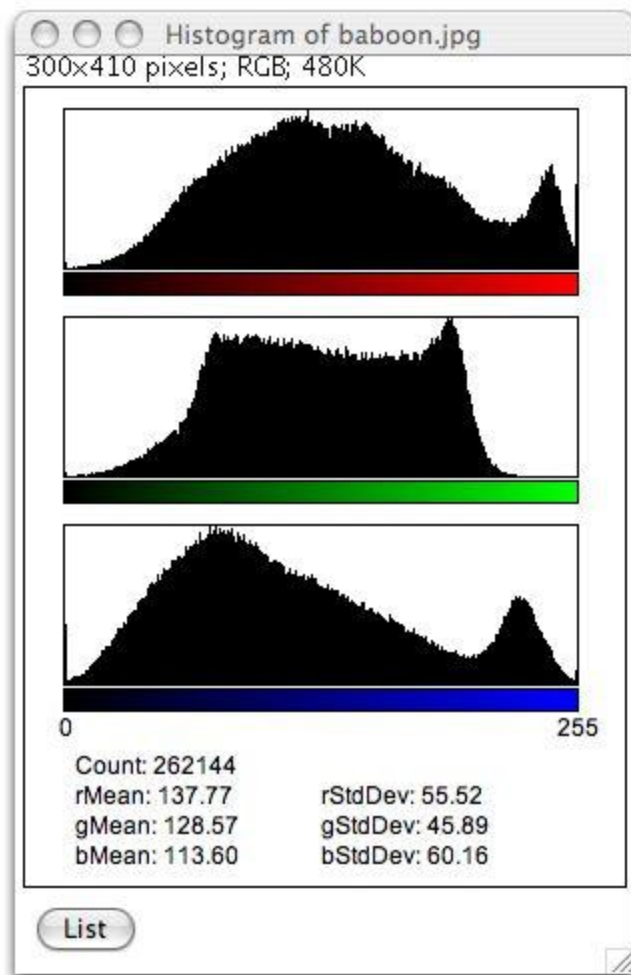 Histogram of baboon.jpg
300x410 pixels; RGB; 480K
0 255
Count: 262144
rMean: 137.77 rStdDev: 55.52
gMean: 128.57 gStdDev: 45.89
bMean: 113.60 bStdDev: 60.16
List